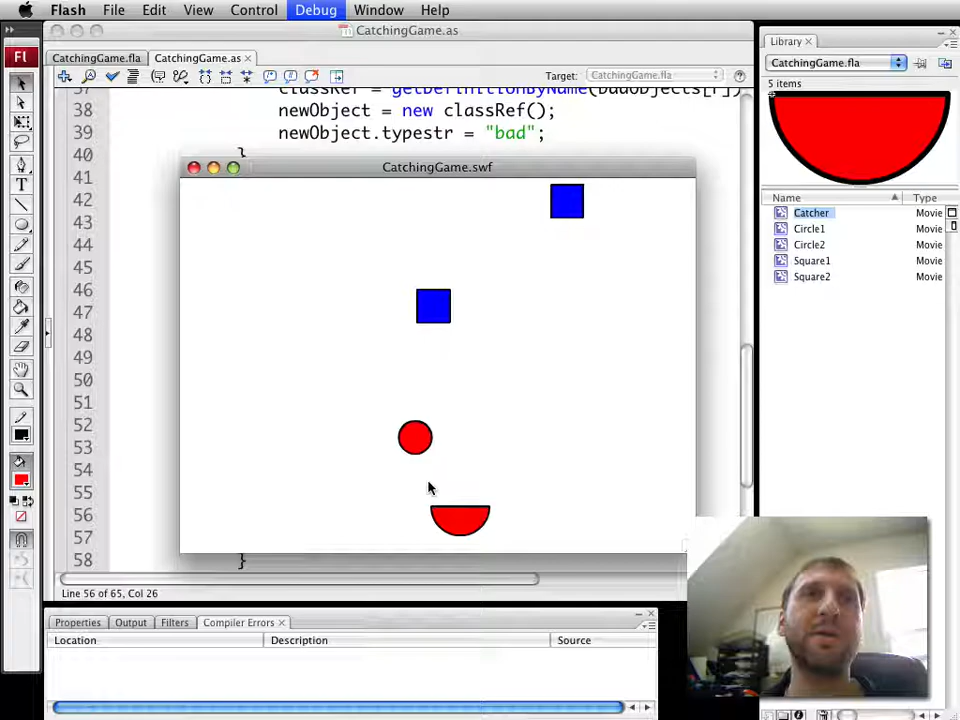 Flash File Edit View Control Debug Window Help
CatchingGame.as
Fl
CatchingGame.fla CatchingGame.as
Target: CatchingGame.fla
37 classRef = getDefinitionByName(badObjects[r])
38 newObject = new classRef();
39 newObject.typestr = "bad";
40 }
41
42
43
44
45
46
47
48
49
50
51
52
53
54
55
56
57
58 }
CatchingGame.swf
Line 56 of 65, Col 26
Properties Output Filters Compiler Errors
Location Description Source
Library
CatchingGame.fla
5 items
Name Type
Catcher Movie
Circle1 Movie
Circle2 Movie
Square1 Movie
Square2 Movie